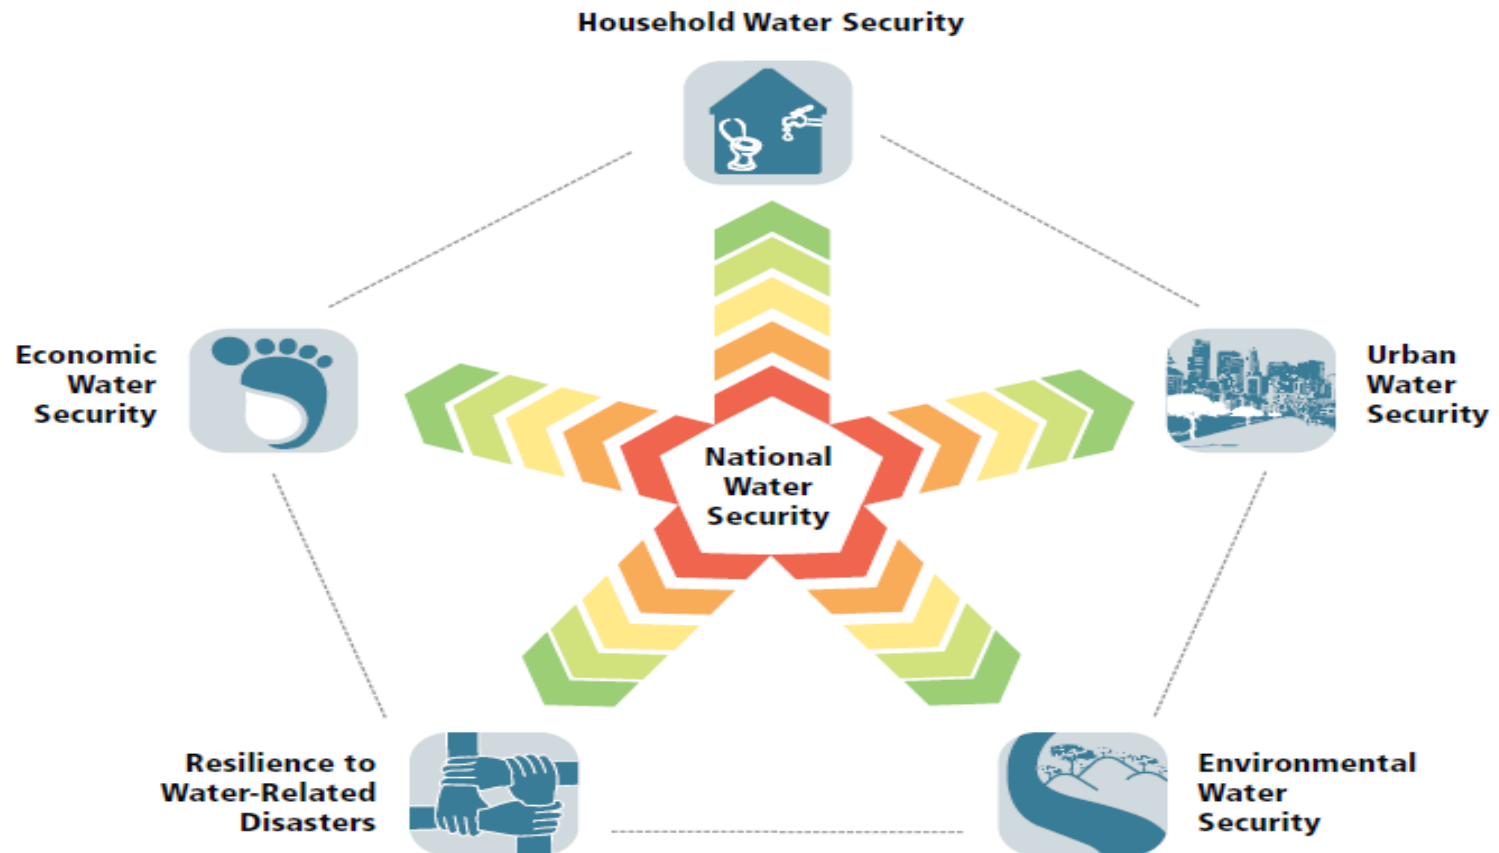 Household Water Security
Economic
Water
Security
Urban
Water
Security
National
Water
Security
Resilience to
Water-Related
Disasters
Environmental
Water
Security